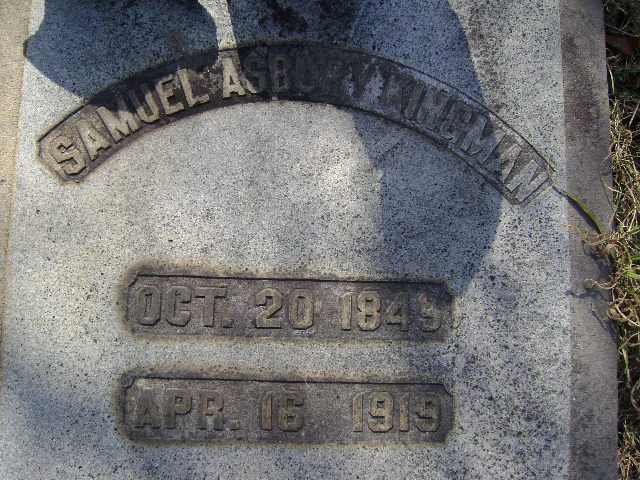 SAMUEL ASBURY KINGMAN
OCT. 20 1845
APR. 16 1919